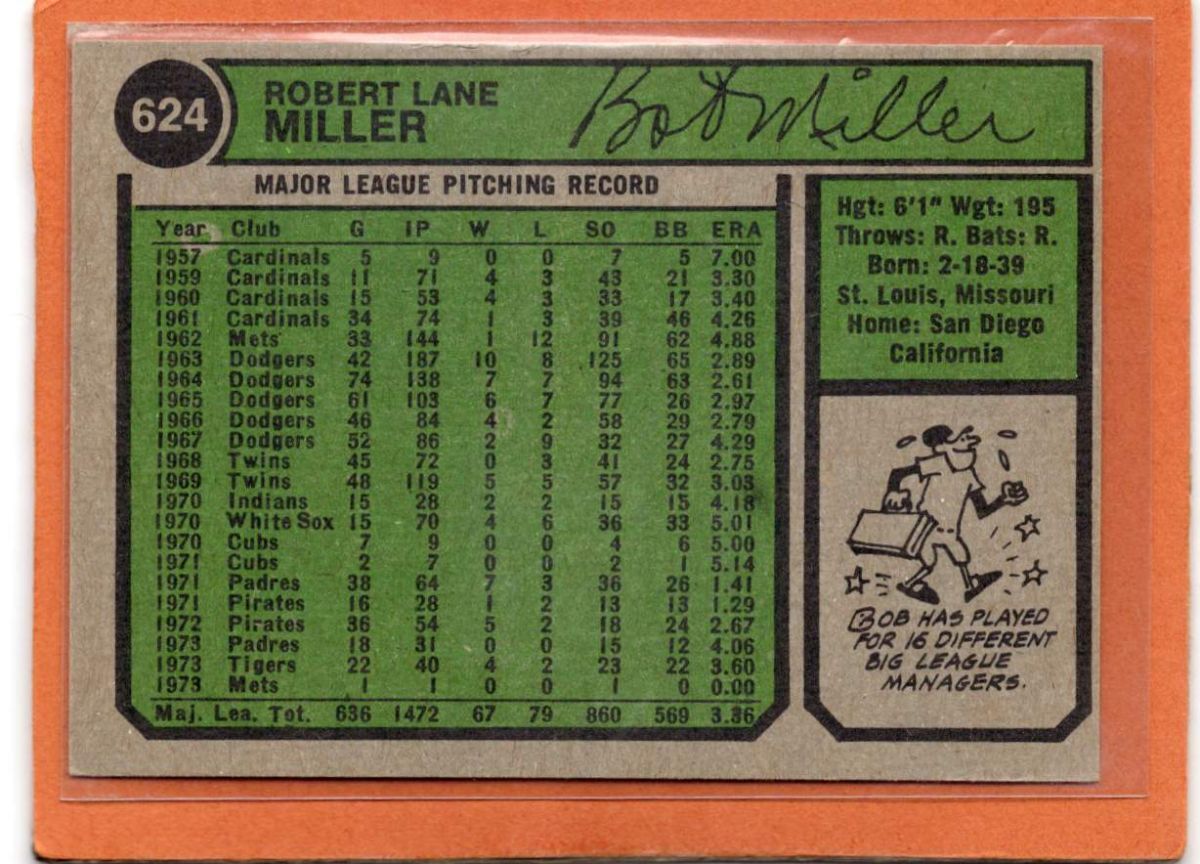 624
ROBERT LANE
MILLER
Bob Miller
MAJOR LEAGUE PITCHING RECORD
Year Club G IP W L SO BB ERA
1957 Cardinals 5 9 0 0 7 5 7.00
1959 Cardinals 11 71 4 3 43 21 3.30
1960 Cardinals 15 53 4 3 33 17 3.40
1961 Cardinals 34 74 1 3 39 46 4.26
1962 Mets 33 144 1 12 91 62 4.88
1963 Dodgers 42 187 10 8 125 65 2.89
1964 Dodgers 74 138 7 7 94 63 2.61
1965 Dodgers 61 103 6 7 77 26 2.97
1966 Dodgers 46 84 4 2 58 29 2.79
1967 Dodgers 52 86 2 9 32 27 4.29
1968 Twins 45 72 0 3 41 24 2.75
1969 Twins 48 119 5 5 57 32 3.03
1970 Indians 15 28 2 2 15 15 4.18
1970 White Sox 15 70 4 6 36 33 5.01
1970 Cubs 7 9 0 0 4 6 5.00
1971 Cubs 2 7 0 0 2 1 5.14
1971 Padres 38 64 7 3 36 26 1.41
1971 Pirates 16 28 1 2 13 13 1.29
1972 Pirates 36 54 5 2 18 24 2.67
1973 Padres 18 31 0 0 15 12 4.06
1973 Tigers 22 40 4 2 23 22 3.60
1973 Mets 1 1 0 0 1 0 0.00
Maj. Lea. Tot. 636 1472 67 79 860 569 3.36
Hgt: 6'1" Wgt: 195
Throws: R. Bats: R.
Born: 2-18-39
St. Louis, Missouri
Home: San Diego
California
BOB HAS PLAYED
FOR 16 DIFFERENT
BIG LEAGUE
MANAGERS.